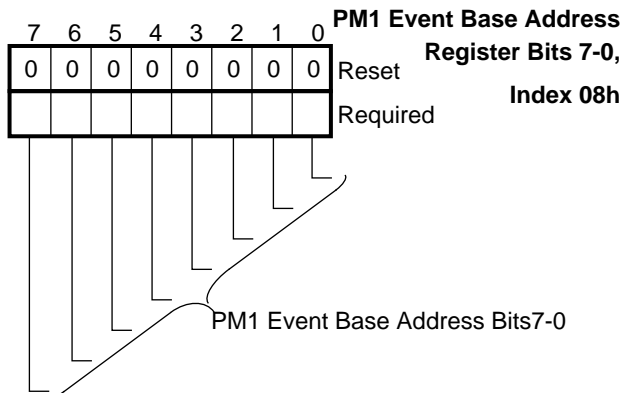 PM1 Event Base Address
Register Bits 7-0,
Index 08h
7 6 5 4 3 2 1 0
0 0 0 0 0 0 0 0 Reset
Required
PM1 Event Base Address Bits7-0